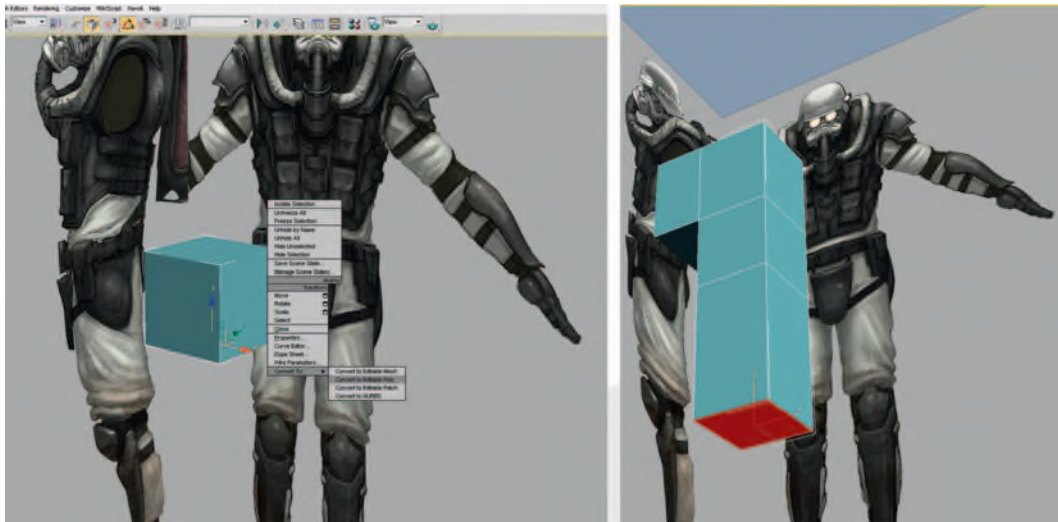 Editors Rendering Customize MAXScript Help
View
View
Isolate Selection
Unfreeze All
Freeze Selection
Unhide by Name
Unhide All
Hide Unselected
Hide Selection
Save Scene State...
Manage Scene States...
Move
Rotate
Scale
Select
Clone
Properties...
Curve Editor...
Dope Sheet...
Wire Parameters...
Convert To:
Convert to Editable Mesh
Convert to Editable Poly
Convert to Editable Patch
Convert to NURBS